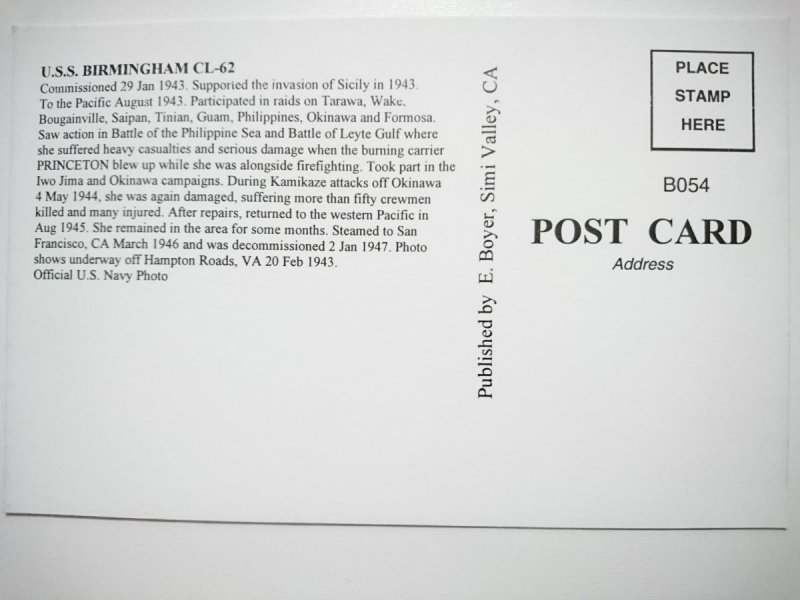 U.S.S. BIRMINGHAM CL-62
Commissioned 29 Jan 1943. Supported the invasion of Sicily in 1943.
To the Pacific August 1943. Participated in raids on Tarawa, Wake.
Bougainville, Saipan, Tinian, Guam, Philippines, Okinawa and Formosa.
Saw action in Battle of the Philippine Sea and Battle of Leyte Gulf where
she suffered heavy casualties and serious damage when the burning carrier
PRINCETON blew up while she was alongside firefighting. Took part in the
Iwo Jima and Okinawa campaigns. During Kamikaze attacks off Okinawa
4 May 1944, she was again damaged, suffering more than fifty crewmen
killed and many injured. After repairs, returned to the western Pacific in
Aug 1945. She remained in the area for some months. Steamed to San
Francisco, CA March 1946 and was decommissioned 2 Jan 1947. Photo
shows underway off Hampton Roads, VA 20 Feb 1943.
Official U.S. Navy Photo
Published by E. Boyer, Simi Valley, CA
PLACE
STAMP
HERE
B054
POST CARD
Address